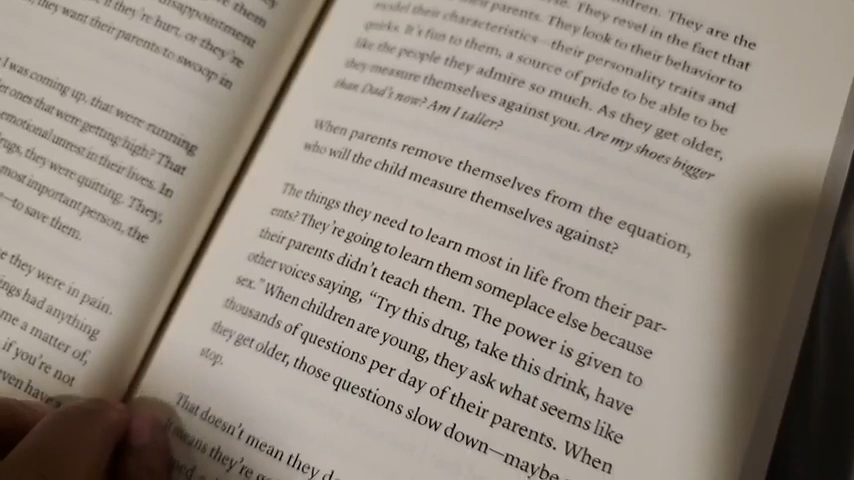 them
disappointment
if they're hurt, or they're
they want their parents to swoop in
I was coming up, that were running
ones that were getting high? That
emotional unrest in their lives. In
drugs, they were quitting. They,
most important person, the
—to save them.
they were in pain.
had anything
me a matter of,
if you're not
even have a
children. They are the
their parents. They revel in the fact that
model their characteristics—their personality traits and
quirks. It's fun to them, a source of pride to be able to be
like the people they admire so much. As they get older,
they measure themselves against you. Are my shoes bigger
than Dad's now? Am I taller?
When parents remove themselves from the equation,
who will the child measure themselves against?
The things they need to learn most in life from their par-
ents? They're going to learn them someplace else because
their parents didn't teach them. The power is given to
other voices saying, "Try this drug, take this drink, have
sex." When children are young, they ask what seems like
thousands of questions per day of their parents. When
they get older, those questions slow down—maybe
stop.
That doesn't mean they
means they're